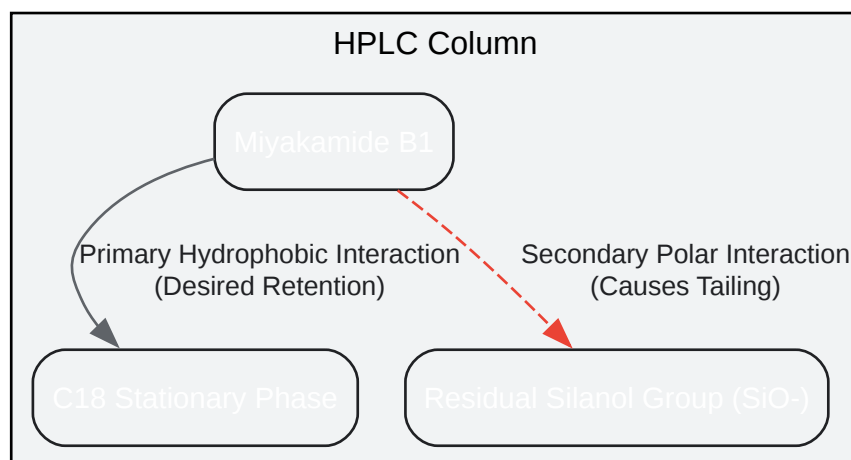 HPLC Column
Miyakamide B1
Primary Hydrophobic Interaction
(Desired Retention)
Secondary Polar Interaction
(Causes Tailing)
C18 Stationary Phase
Residual Silanol Group (SiO-)